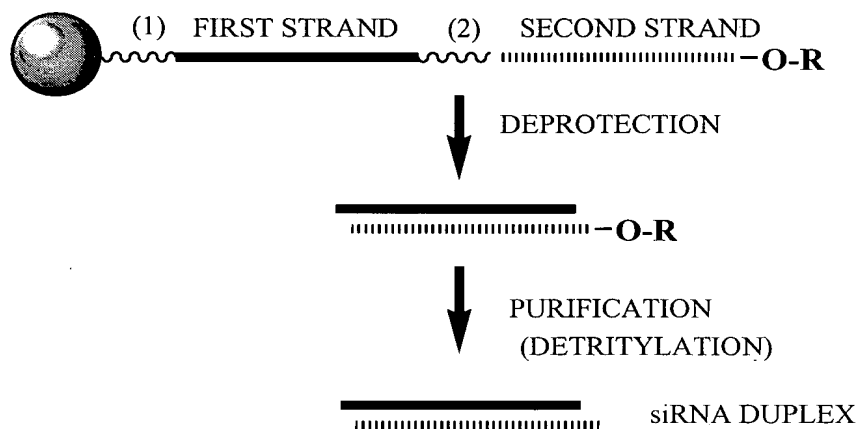 (1) FIRST STRAND (2) SECOND STRAND
O-R
DEPROTECTION
O-R
PURIFICATION
(DETRITYLATION)
siRNA DUPLEX